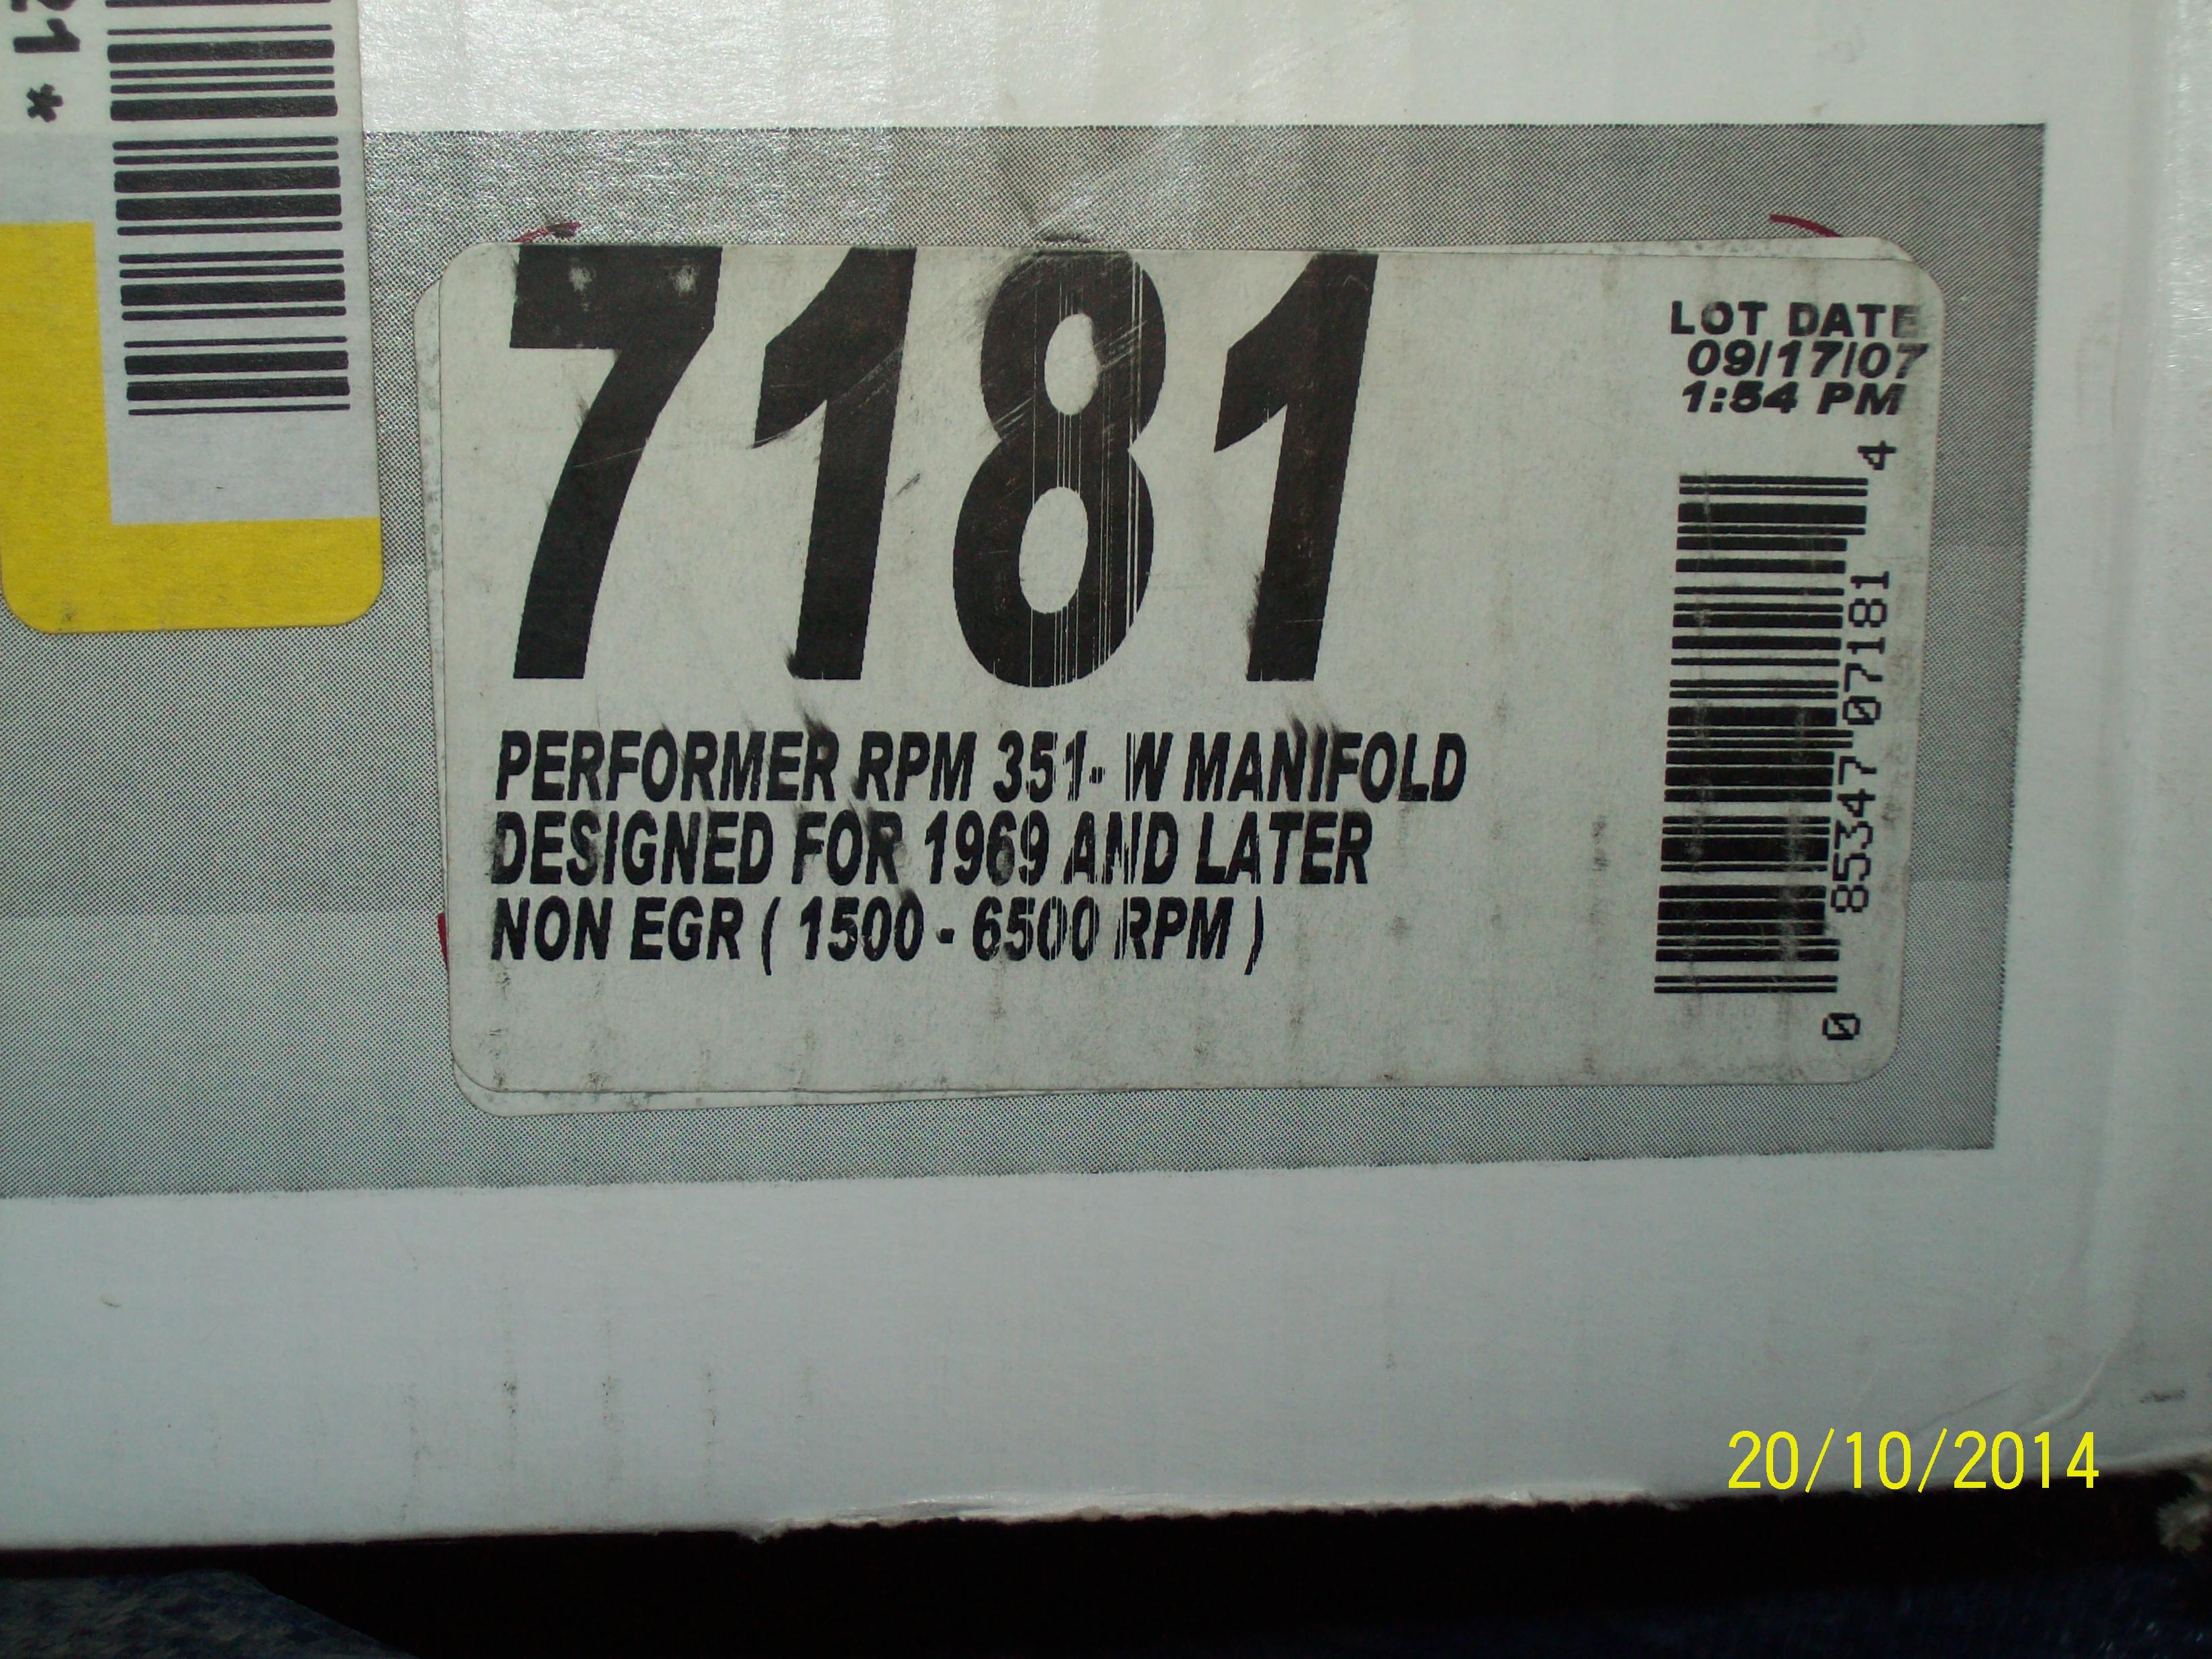 7181
LOT DATE
09/17/07
1:54 PM
PERFORMER RPM 351- W MANIFOLD
DESIGNED FOR 1969 AND LATER
NON EGR ( 1500 - 6500 RPM )
0 85347 07181 4
20/10/2014